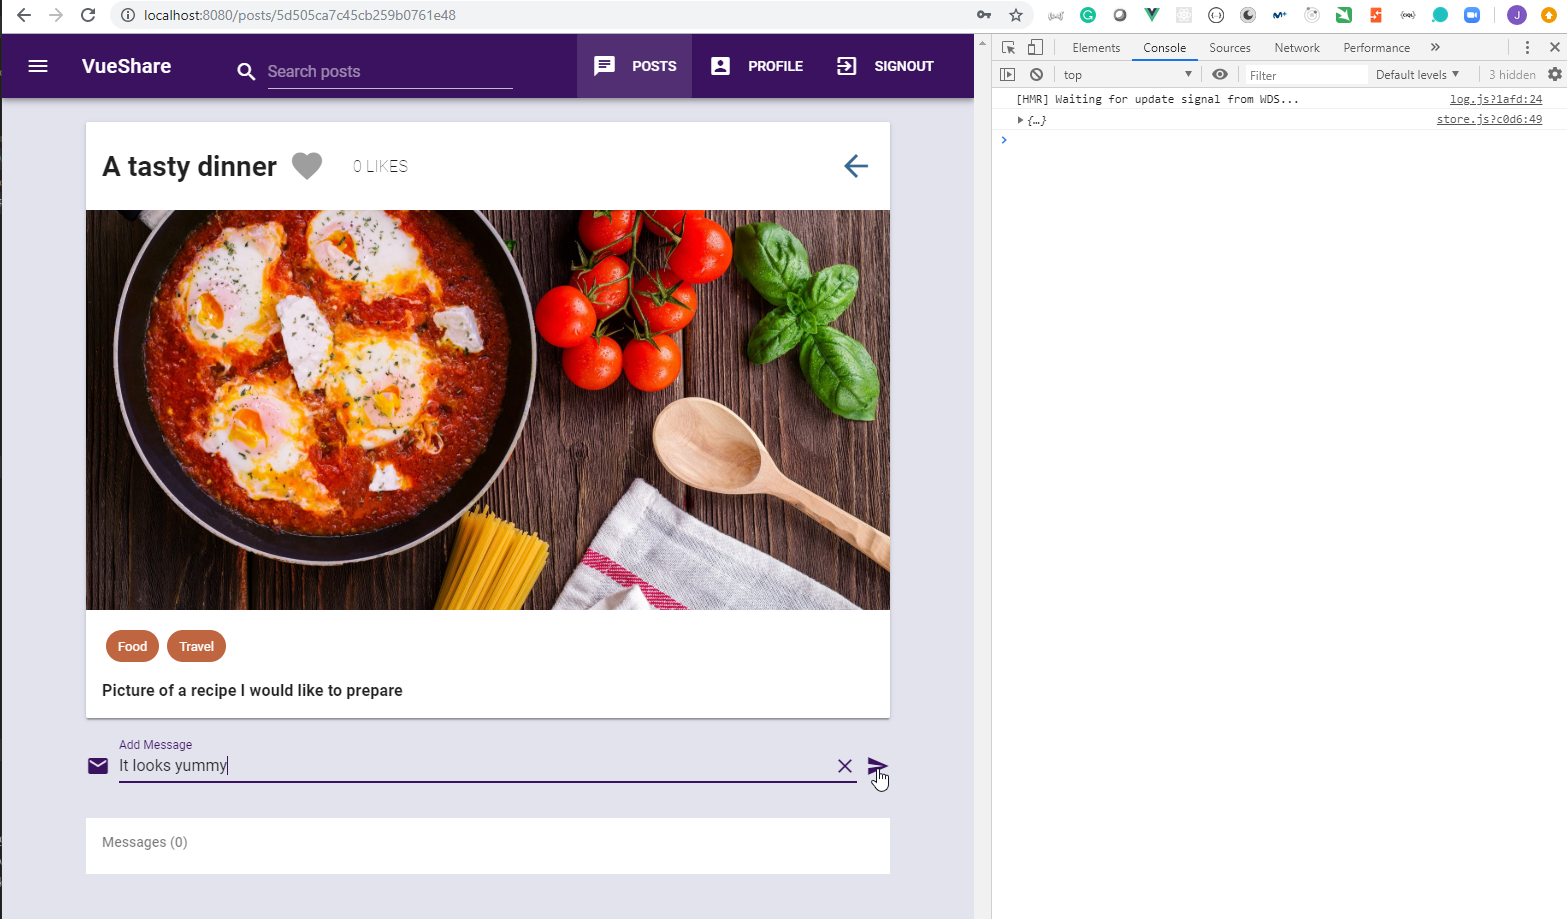 localhost:8080/posts/5d505ca7c45cb259b0761e48
VueShare
Search posts
POSTS
PROFILE
SIGNOUT
A tasty dinner
0 LIKES
Food
Travel
Picture of a recipe I would like to prepare
Add Message
It looks yummy
Messages (0)
Elements
Console
Sources
Network
Performance
top
Filter
Default levels
3 hidden
[HMR] Waiting for update signal from WDS...
log.js?1afd:24
{…}
store.js?c0d6:49